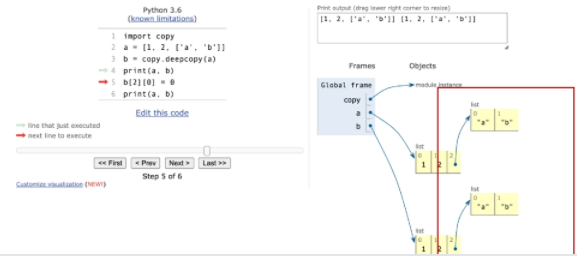 Python 3.6
(known limitations)
1 import copy
2 a = [1, 2, ['a', 'b']]
3 b = copy.deepcopy(a)
4 print(a, b)
5 b[2][0] = 0
6 print(a, b)
Edit this code
line that just executed
next line to execute
<< First
< Prev
Next >
Last >>
Step 5 of 6
Customize visualization (NEW!)
Print output (drag lower right corner to resize)
[1, 2, ['a', 'b']] [1, 2, ['a', 'b']]
Frames
Objects
Global frame
copy
a
b
module instance
list
0 1
"a" "b"
list
0 1 2
1 2
list
0 1
"a" "b"
list
0 1 2
1 2